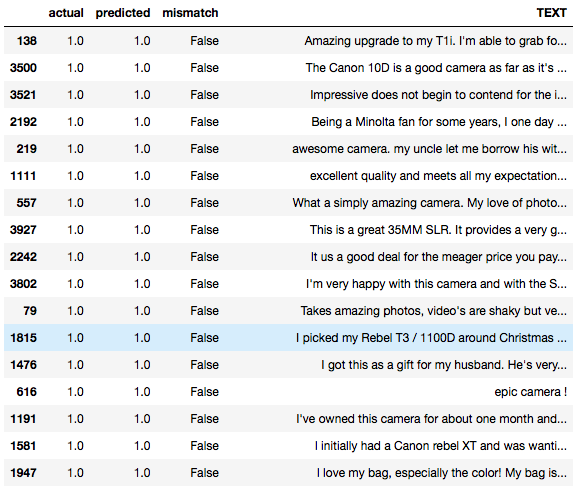 actual predicted mismatch TEXT
138 1.0 1.0 False Amazing upgrade to my T1i. I'm able to grab fo...
3500 1.0 1.0 False The Canon 10D is a good camera as far as it's ...
3521 1.0 1.0 False Impressive does not begin to contend for the i...
2192 1.0 1.0 False Being a Minolta fan for some years, I one day ...
219 1.0 1.0 False awesome camera. my uncle let me borrow his wit...
1111 1.0 1.0 False excellent quality and meets all my expectation...
557 1.0 1.0 False What a simply amazing camera. My love of photo...
3927 1.0 1.0 False This is a great 35MM SLR. It provides a very g...
2242 1.0 1.0 False It us a good deal for the meager price you pay...
3802 1.0 1.0 False I'm very happy with this camera and with the S...
79 1.0 1.0 False Takes amazing photos, video's are shaky but ve...
1815 1.0 1.0 False I picked my Rebel T3 / 1100D around Christmas ...
1476 1.0 1.0 False I got this as a gift for my husband. He's very...
616 1.0 1.0 False epic camera !
1191 1.0 1.0 False I've owned this camera for about one month and...
1581 1.0 1.0 False I initially had a Canon rebel XT and was wanti...
1947 1.0 1.0 False I love my bag, especially the color! My bag is...